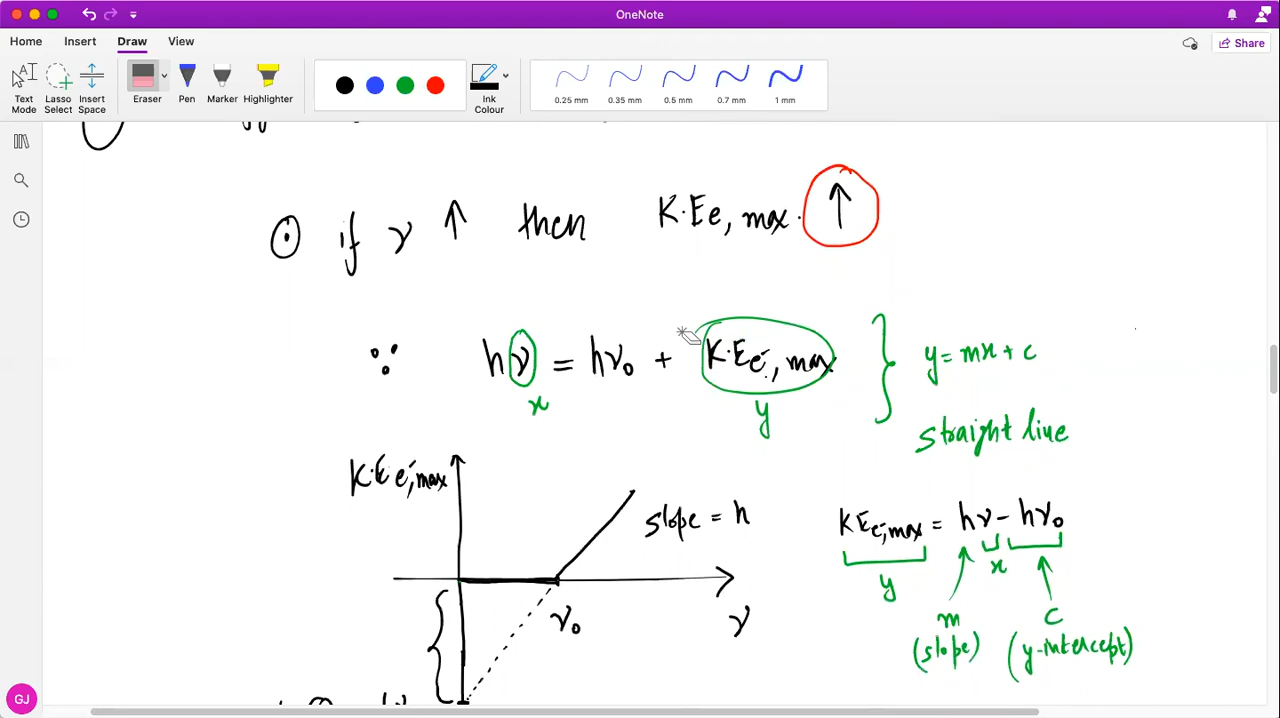 OneNote
Home Insert Draw View
Share
Text Mode
Lasso Select
Insert Space
Eraser
Pen
Marker
Highlighter
Ink Colour
0.25 mm
0.35 mm
0.5 mm
0.7 mm
1 mm
⊙ if ν ↑ then K.Ee, max. ↑
∵ hν = hν₀ + K.Ee⁻, max } y = mx + c
x
y
straight line
K.Ee⁻, max
slope = h
KEe⁻, max = hν - hν₀
y
x
ν₀
ν
m
(slope)
c
(y-intercept)
GJ